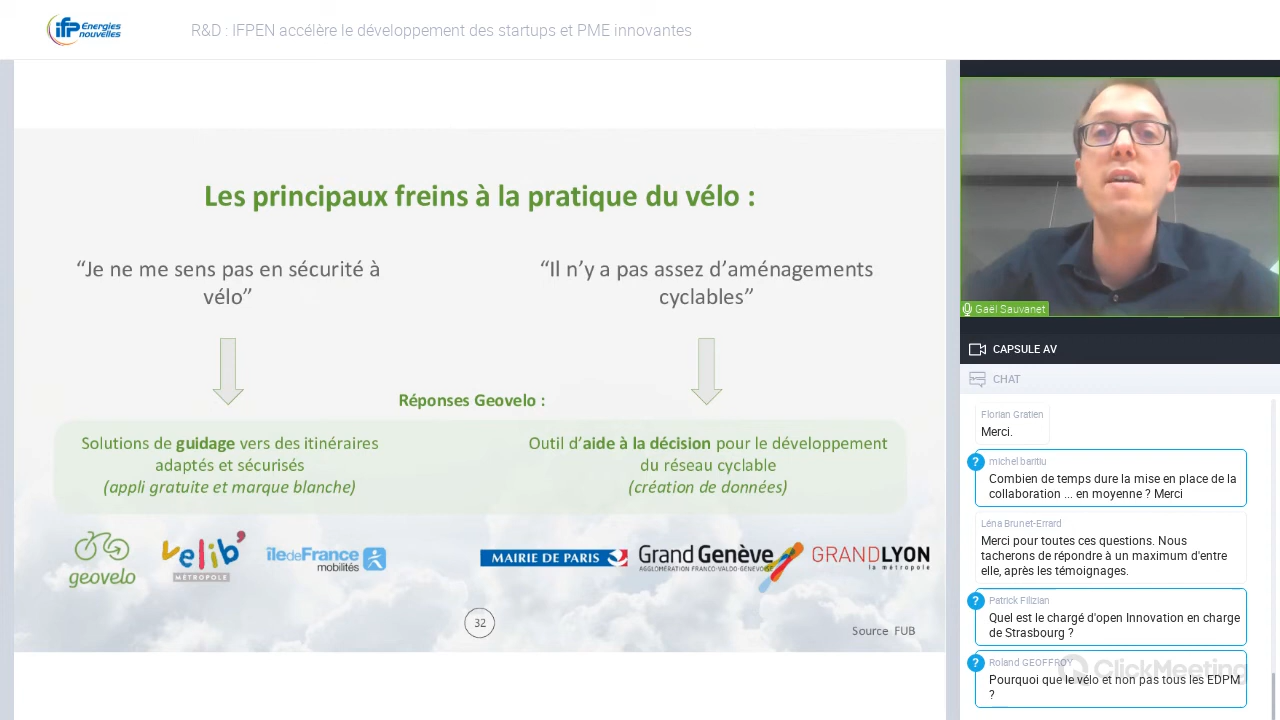 ifp Energies nouvelles
R&D : IFPEN accélère le développement des startups et PME innovantes
Les principaux freins à la pratique du vélo :
“Je ne me sens pas en sécurité à
vélo”
“Il n’y a pas assez d’aménagements
cyclables”
Réponses Geovelo :
Solutions de guidage vers des itinéraires
adaptés et sécurisés
(appli gratuite et marque blanche)
Outil d’aide à la décision pour le développement
du réseau cyclable
(création de données)
geovelo
velib'
MÉTROPOLE
îledeFrance
mobilités
MAIRIE DE PARIS
Grand Genève
AGGLOMÉRATION FRANCO-VALDO-GENEVOISE
GRANDLYON
la métropole
32
Source FUB
Gaël Sauvanet
CAPSULE AV
CHAT
Florian Gratien
Merci.
?
michel baritiu
Combien de temps dure la mise en place de la
collaboration ... en moyenne ? Merci
Léna Brunet-Errard
Merci pour toutes ces questions. Nous
tacherons de répondre à un maximum d'entre
elle, après les témoignages.
?
Patrick Filizian
Quel est le chargé d'open Innovation en charge
de Strasbourg ?
?
Roland GEOFFROY
Pourquoi que le vélo et non pas tous les EDPM
?
ClickMeeting